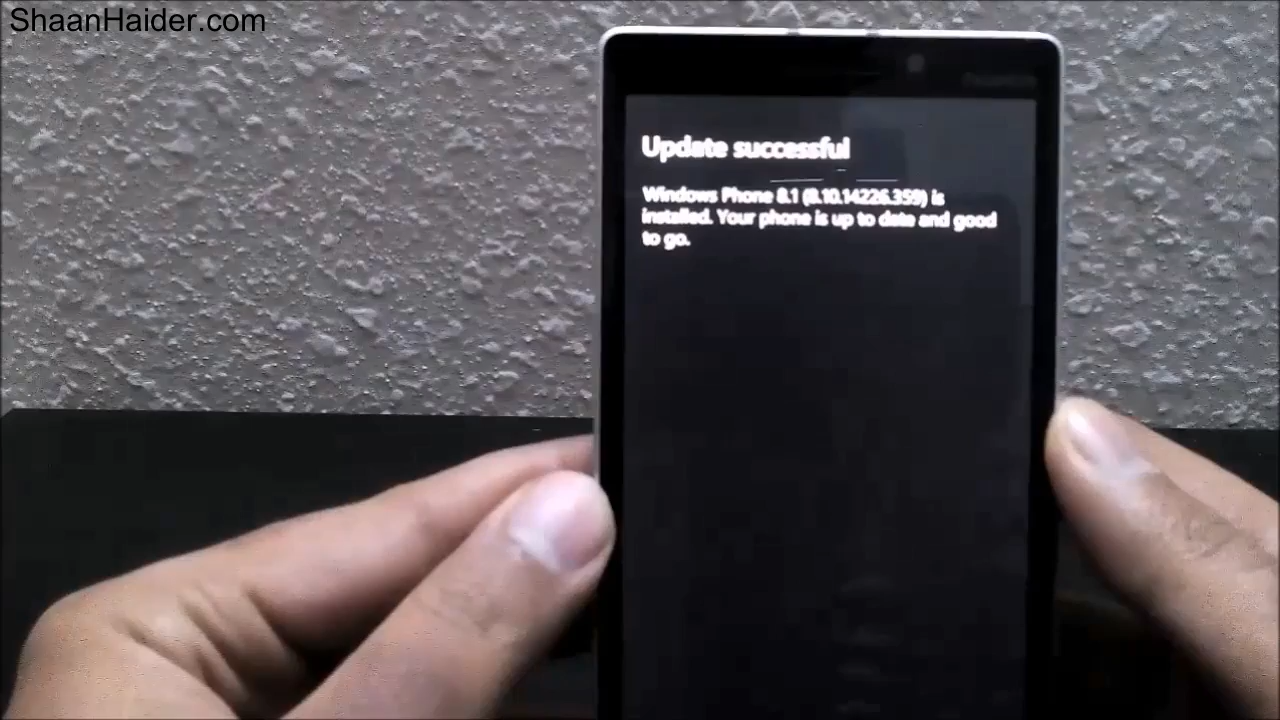 ShaanHaider.com
Update successful
Windows Phone 8.1 (8.10.14226.359) is
installed. Your phone is up to date and good
to go.